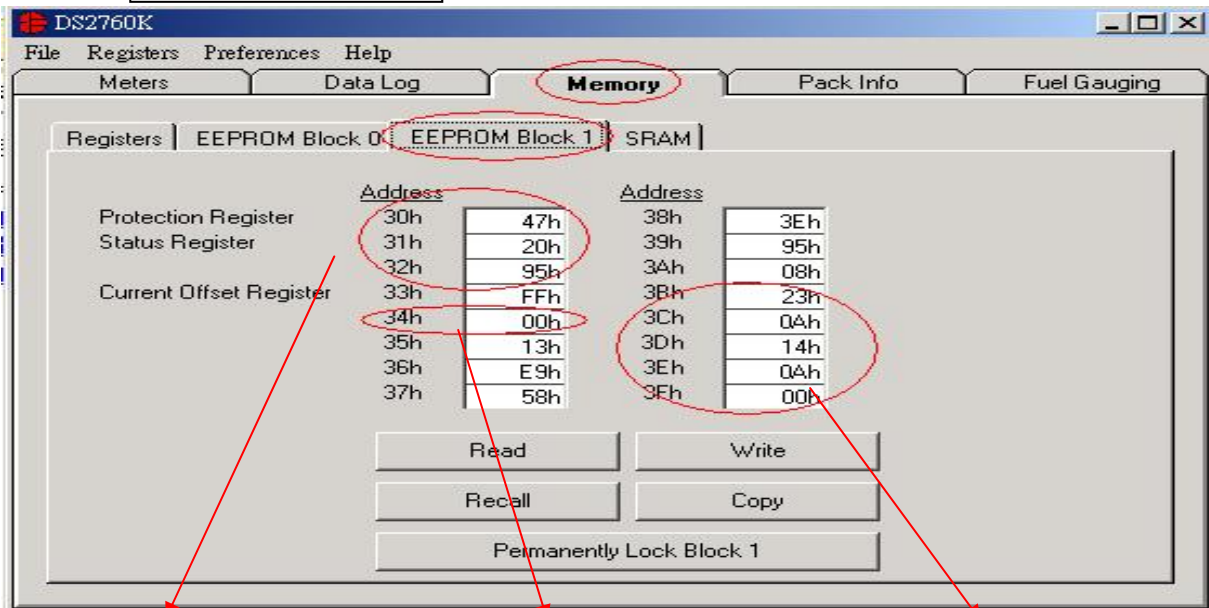 DS2760K
File Registers Preferences Help
Meters Data Log Memory Pack Info Fuel Gauging
Registers EEPROM Block 0 EEPROM Block 1 SRAM
Address Address
Protection Register 30h 47h 38h 3Eh
Status Register 31h 20h 39h 95h
32h 95h 3Ah 08h
Current Offset Register 33h FFh 3Bh 23h
34h 00h 3Ch 0Ah
35h 13h 3Dh 14h
36h E9h 3Eh 0Ah
37h 58h 3Fh 00h
Read Write
Recall Copy
Permanently Lock Block 1